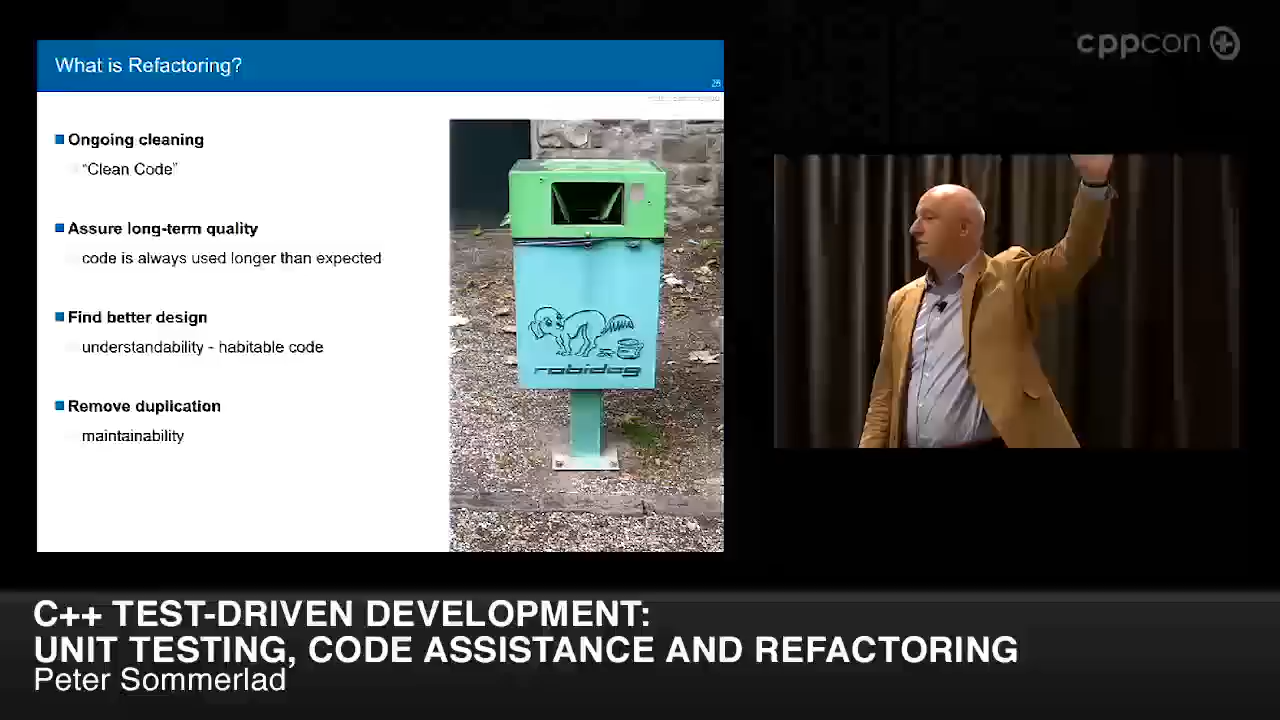 cppcon
What is Refactoring?
Ongoing cleaning
“Clean Code”
Assure long-term quality
code is always used longer than expected
Find better design
understandability - habitable code
Remove duplication
maintainability
robidog
C++ TEST-DRIVEN DEVELOPMENT:
UNIT TESTING, CODE ASSISTANCE AND REFACTORING
Peter Sommerlad